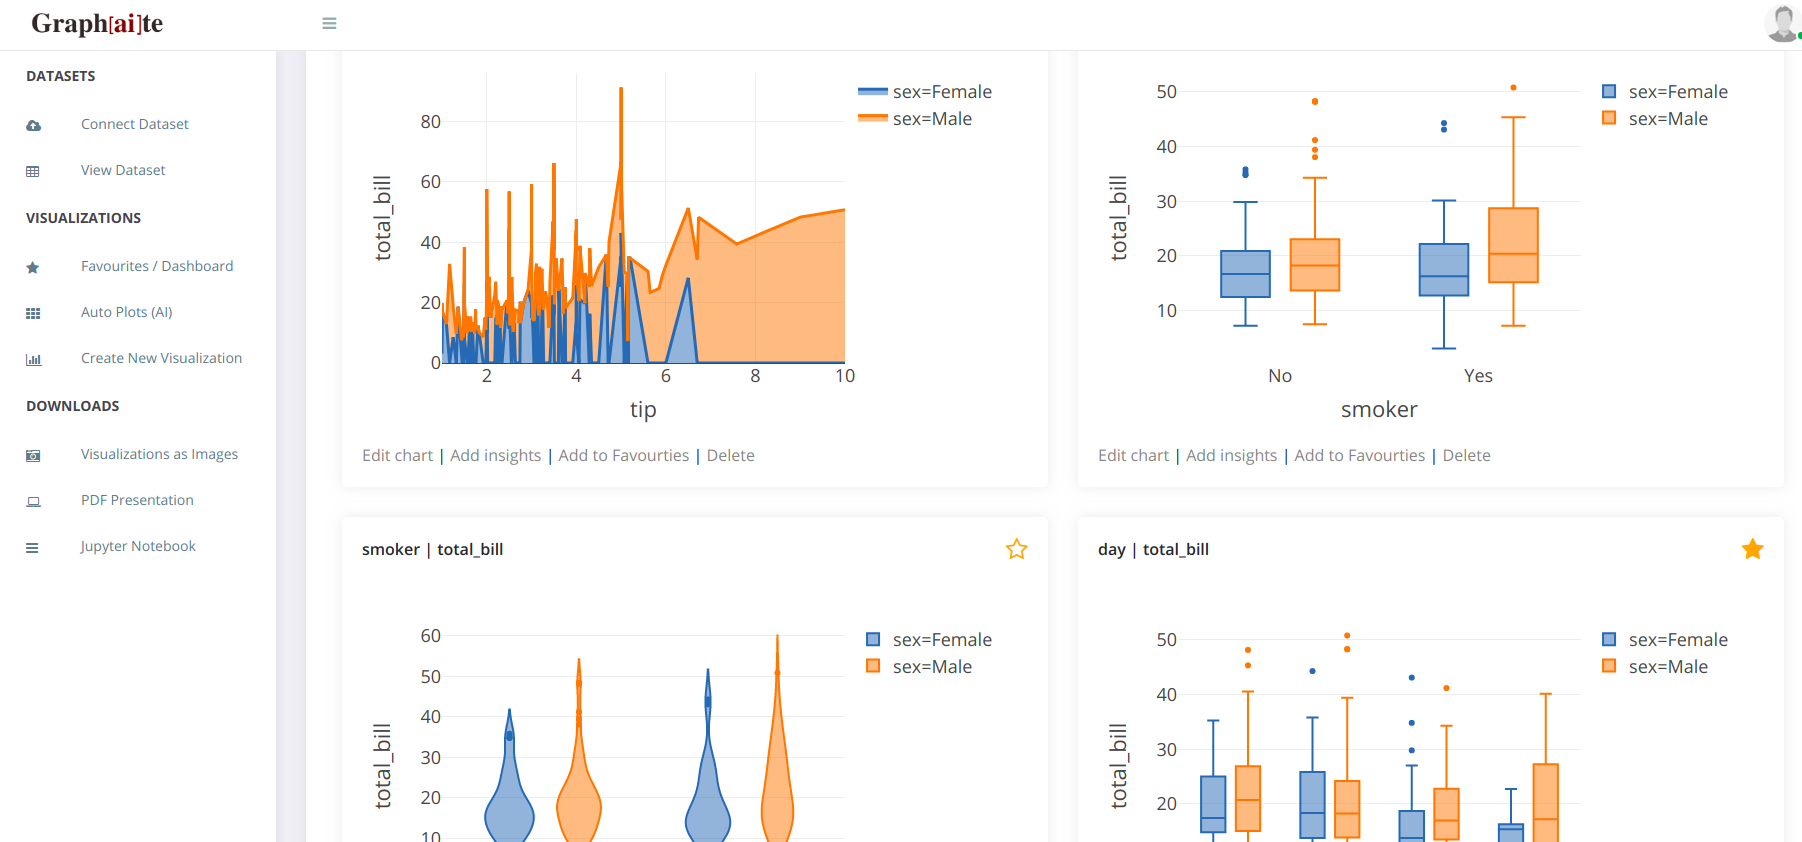 Graph[ai]te
DATASETS
Connect Dataset
View Dataset
VISUALIZATIONS
Favourites / Dashboard
Auto Plots (AI)
Create New Visualization
DOWNLOADS
Visualizations as Images
PDF Presentation
Jupyter Notebook
total_bill
80
60
40
20
0
2 4 6 8 10
tip
sex=Female
sex=Male
Edit chart | Add insights | Add to Favourties | Delete
total_bill
50
40
30
20
10
No Yes
smoker
sex=Female
sex=Male
Edit chart | Add insights | Add to Favourties | Delete
smoker | total_bill
total_bill
60
50
40
30
20
10
sex=Female
sex=Male
day | total_bill
total_bill
50
40
30
20
sex=Female
sex=Male